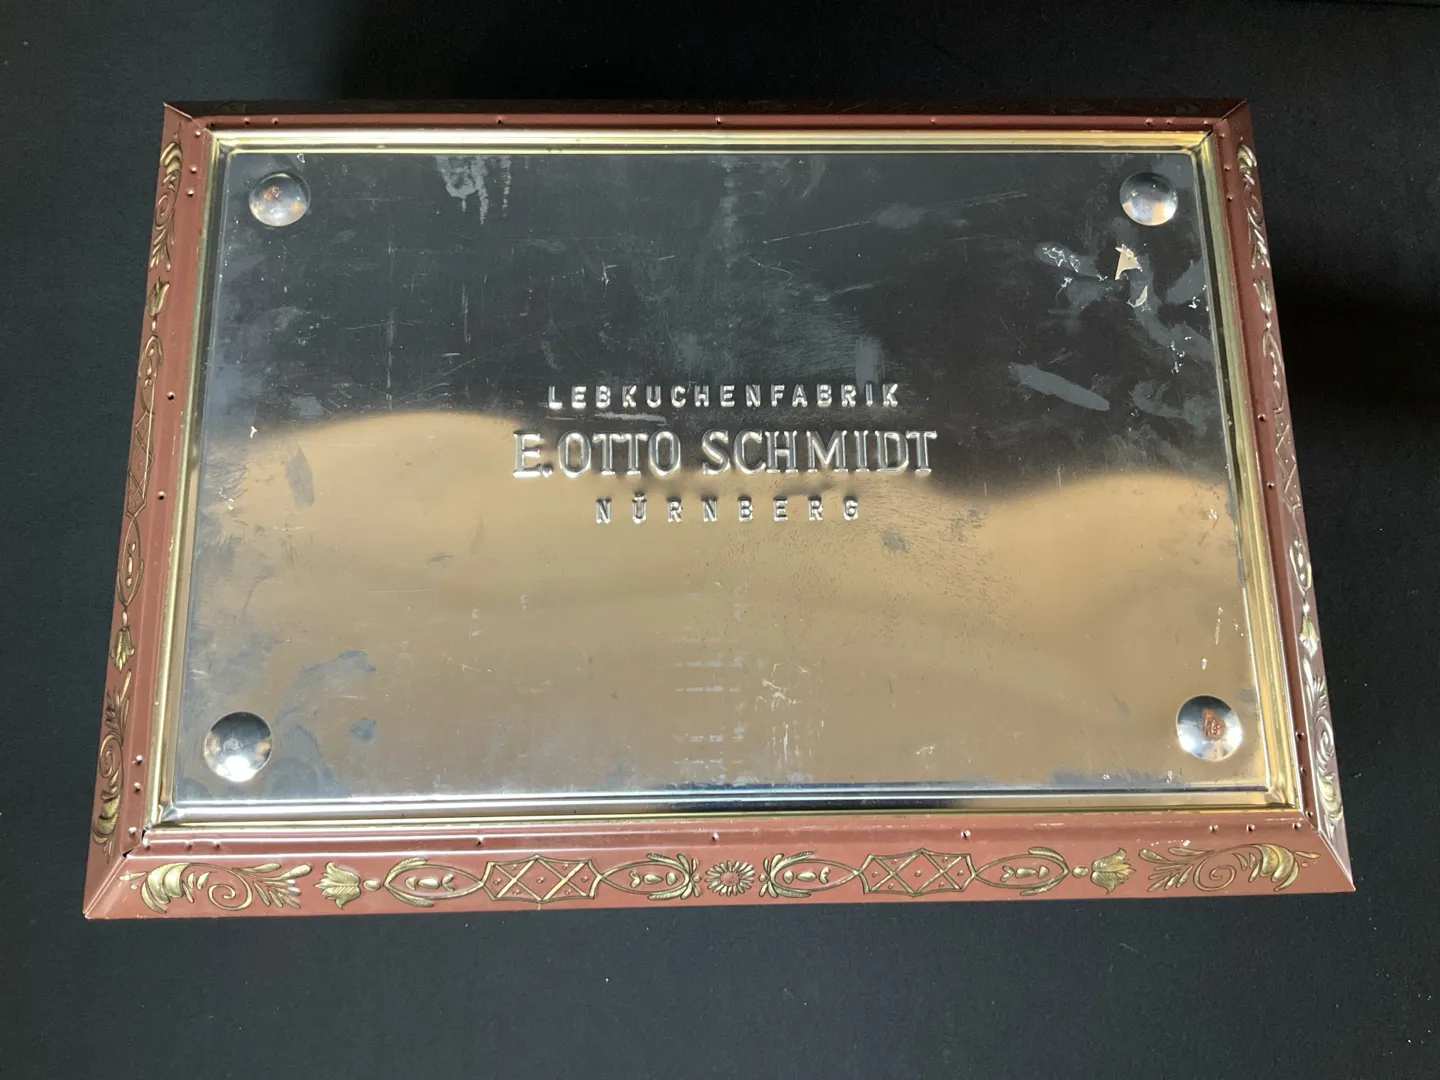 LEBKUCHENFABRIK
E. OTTO SCHMIDT
NÜRNBERG